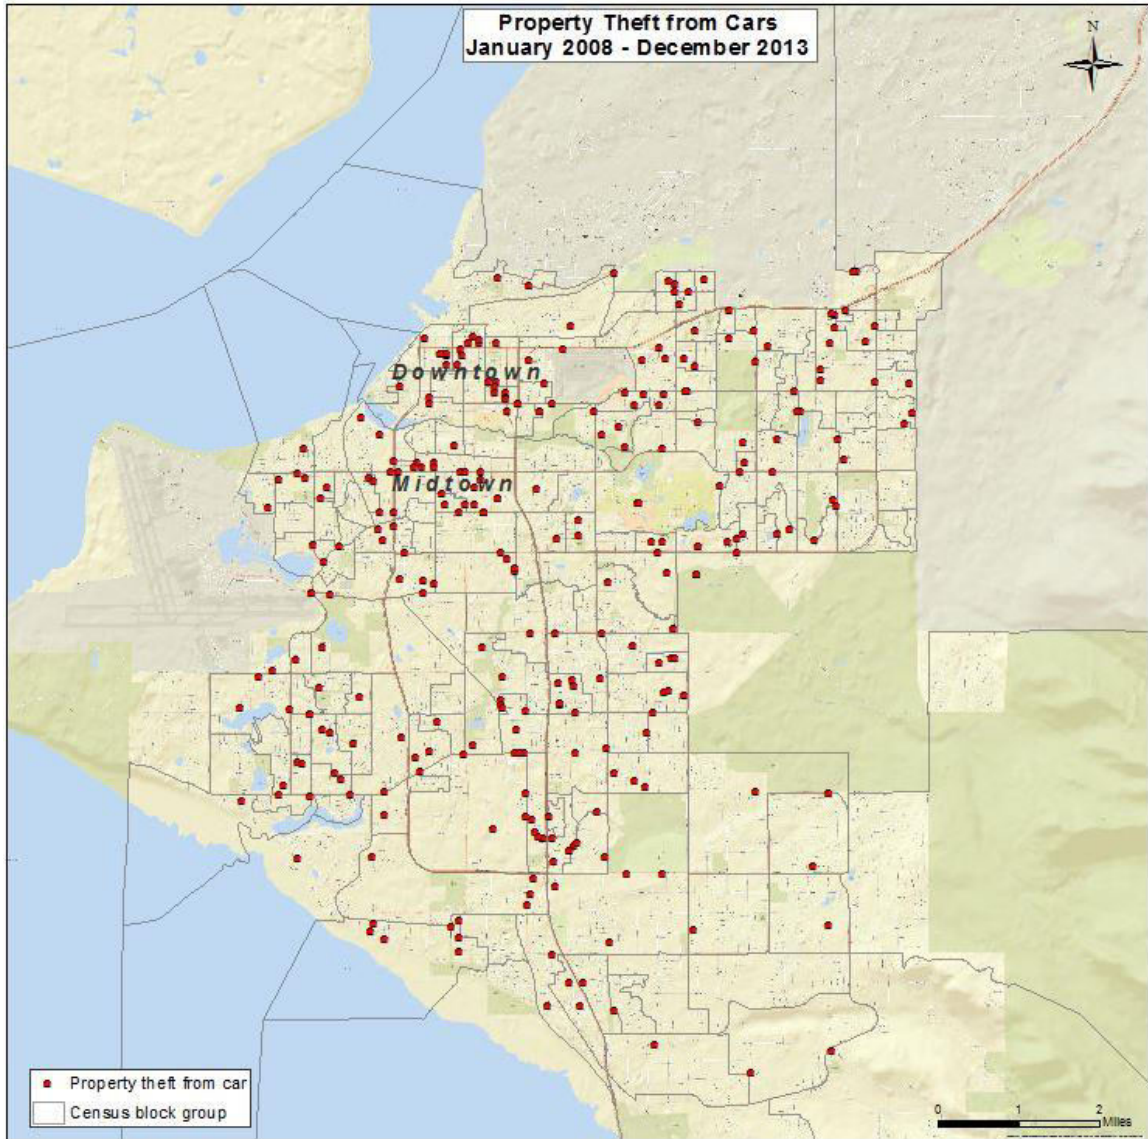 Property Theft from Cars
January 2008 - December 2013
N
Downtown
Midtown
Property theft from car
Census block group
0 1 2
Miles